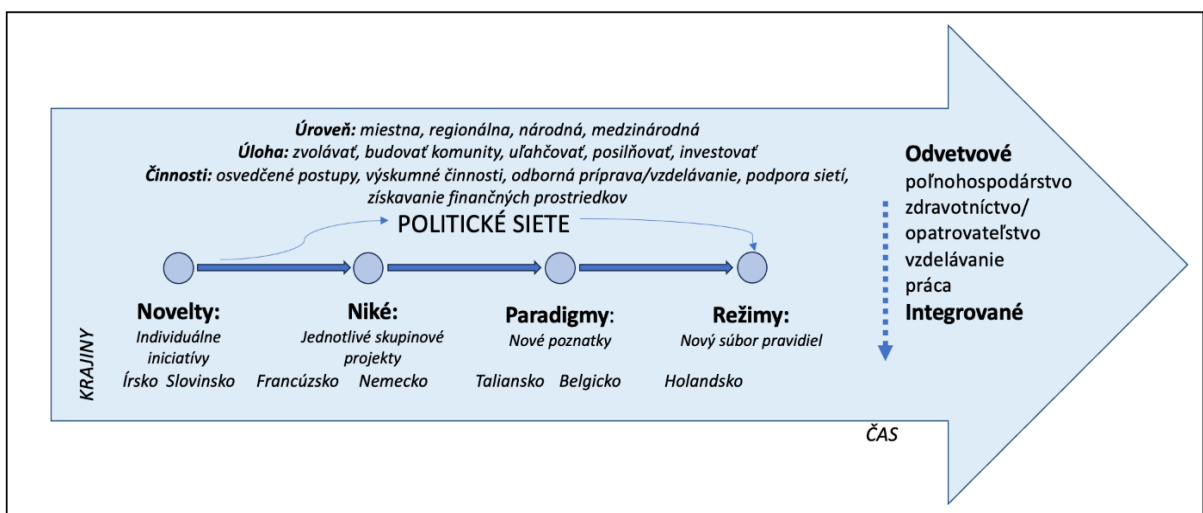 Úroveň: miestna, regionálna, národná, medzinárodná
Úloha: zvolávať, budovať komunity, uľahčovať, posilňovať, investovať
Činnosti: osvedčené postupy, výskumné činnosti, odborná príprava/vzdelávanie, podpora sietí,
získavanie finančných prostriedkov
POLITICKÉ SIETE
Novelty:
Individuálne
iniciatívy
Niké:
Jednotlivé skupinové
projekty
Paradigmy:
Nové poznatky
Režimy:
Nový súbor pravidiel
KRAJINY
Írsko Slovinsko Francúzsko Nemecko Taliansko Belgicko Holandsko
ČAS
Odvetvové
poľnohospodárstvo
zdravotníctvo/
opatrovateľstvo
vzdelávanie
práca
Integrované